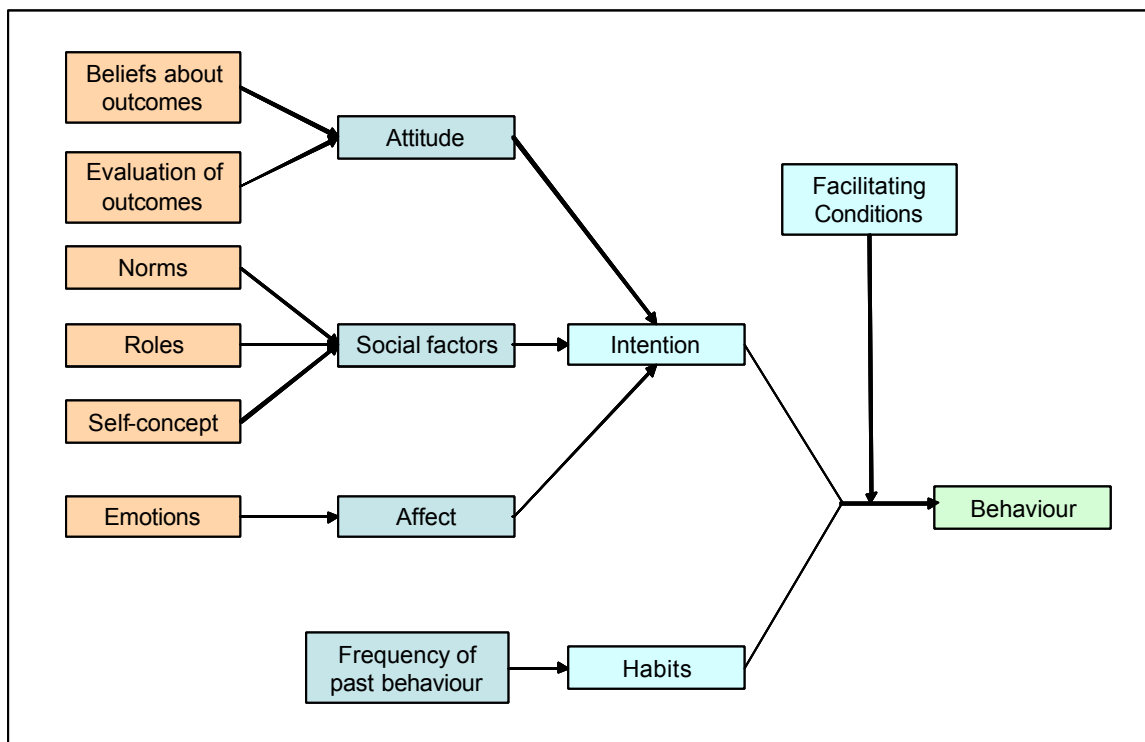 Beliefs about
outcomes
Evaluation of
outcomes
Norms
Roles
Self-concept
Emotions
Attitude
Social factors
Affect
Frequency of
past behaviour
Intention
Habits
Facilitating
Conditions
Behaviour